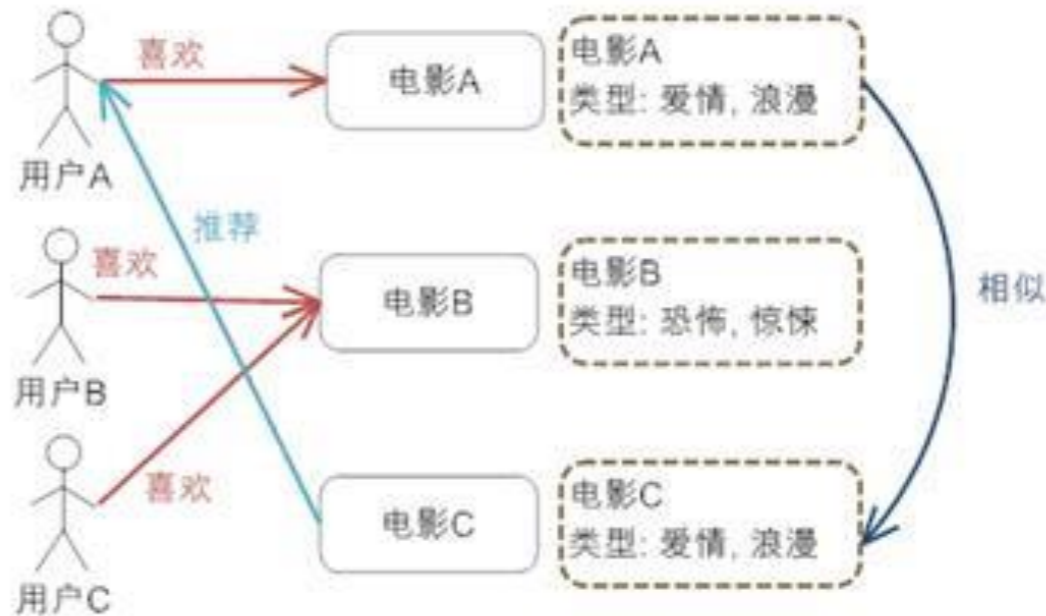 喜欢
电影A
电影A
类型: 爱情, 浪漫
用户A
推荐
喜欢
电影B
电影B
类型: 恐怖, 惊悚
相似
用户B
喜欢
电影C
电影C
类型: 爱情, 浪漫
用户C